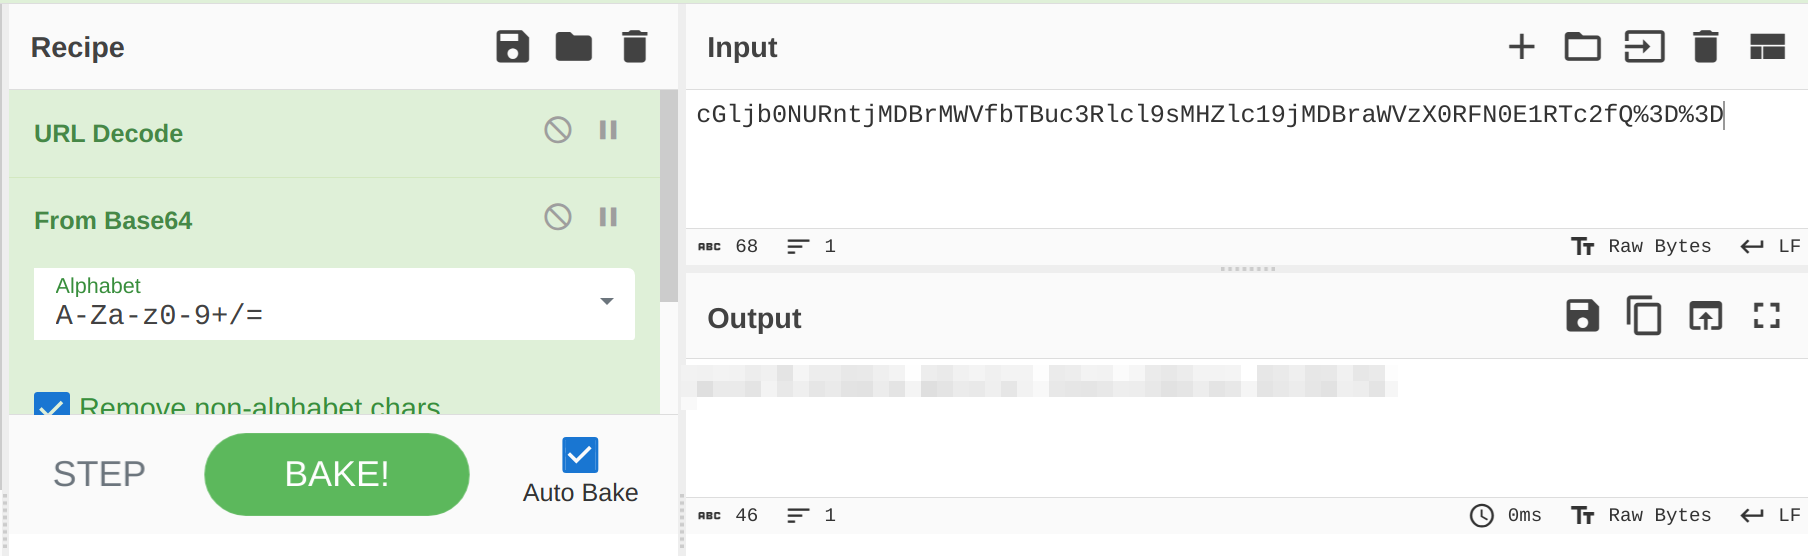 Recipe
Input
cGljb0NURntjMDBrMWVfbTBuc3Rlcl9sMHZlc19jMDBraWVzX0RFN0E1RTc2fQ%3D%3D
URL Decode
From Base64
Alphabet
A-Za-z0-9+/=
Remove non-alphabet chars
ABC 68 1 Raw Bytes LF
Output
STEP
BAKE!
Auto Bake
ABC 46 1 0ms Raw Bytes LF